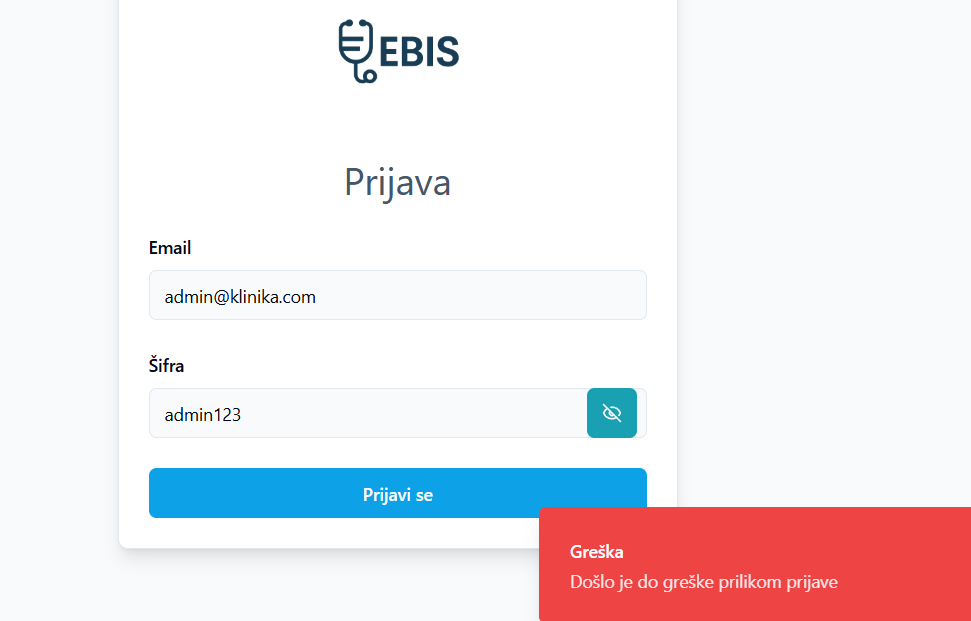 EBIS
Prijava
Email
admin@klinika.com
Šifra
admin123
Prijavi se
Greška
Došlo je do greške prilikom prijave